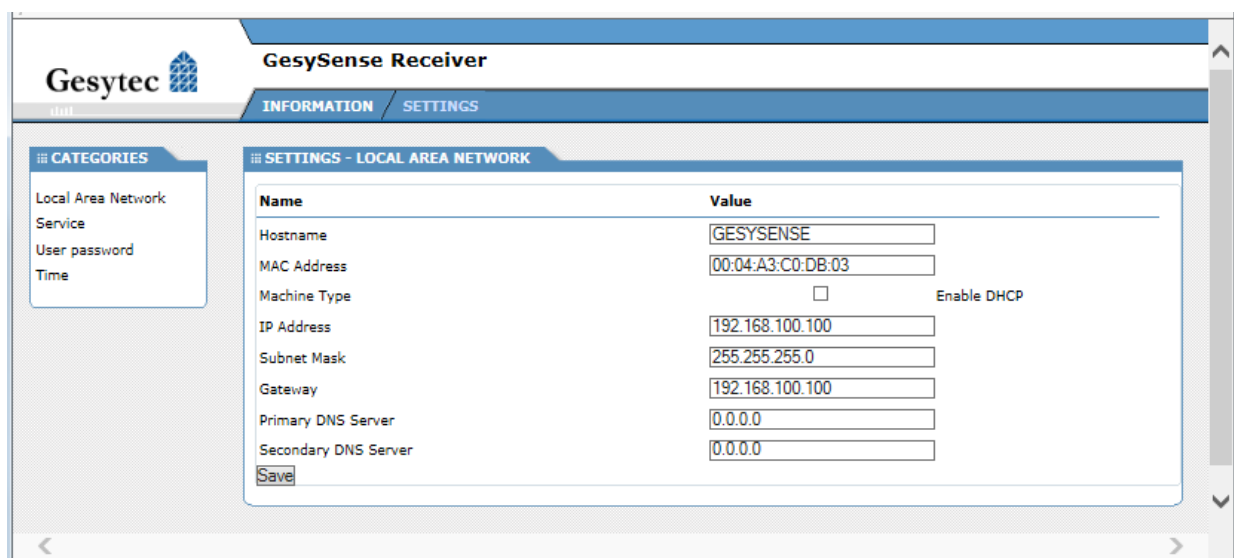 Gesytec
GesySense Receiver
INFORMATION / SETTINGS
CATEGORIES
Local Area Network
Service
User password
Time
SETTINGS - LOCAL AREA NETWORK
Name Value
Hostname GESYSENSE
MAC Address 00:04:A3:C0:DB:03
Machine Type Enable DHCP
IP Address 192.168.100.100
Subnet Mask 255.255.255.0
Gateway 192.168.100.100
Primary DNS Server 0.0.0.0
Secondary DNS Server 0.0.0.0
Save